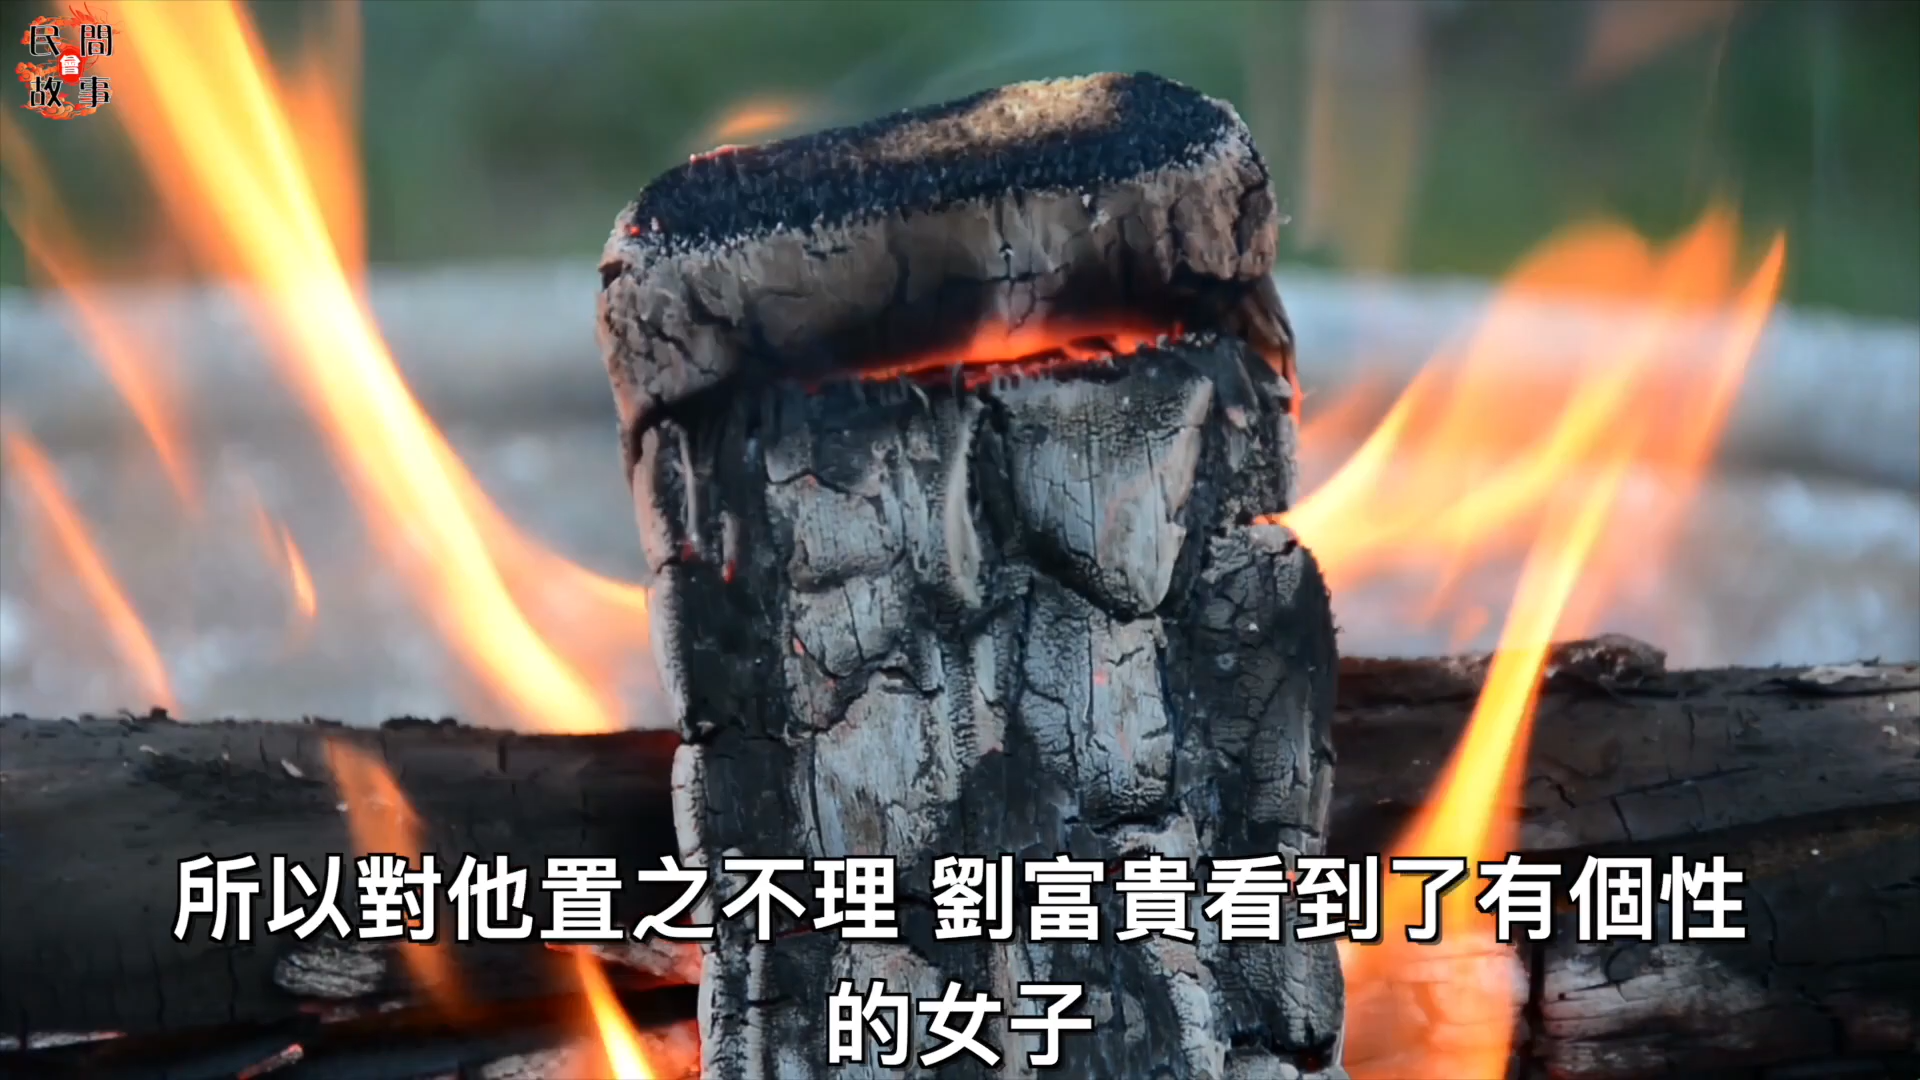 民間
會
故事
所以對他置之不理 劉富貴看到了有個性
的女子